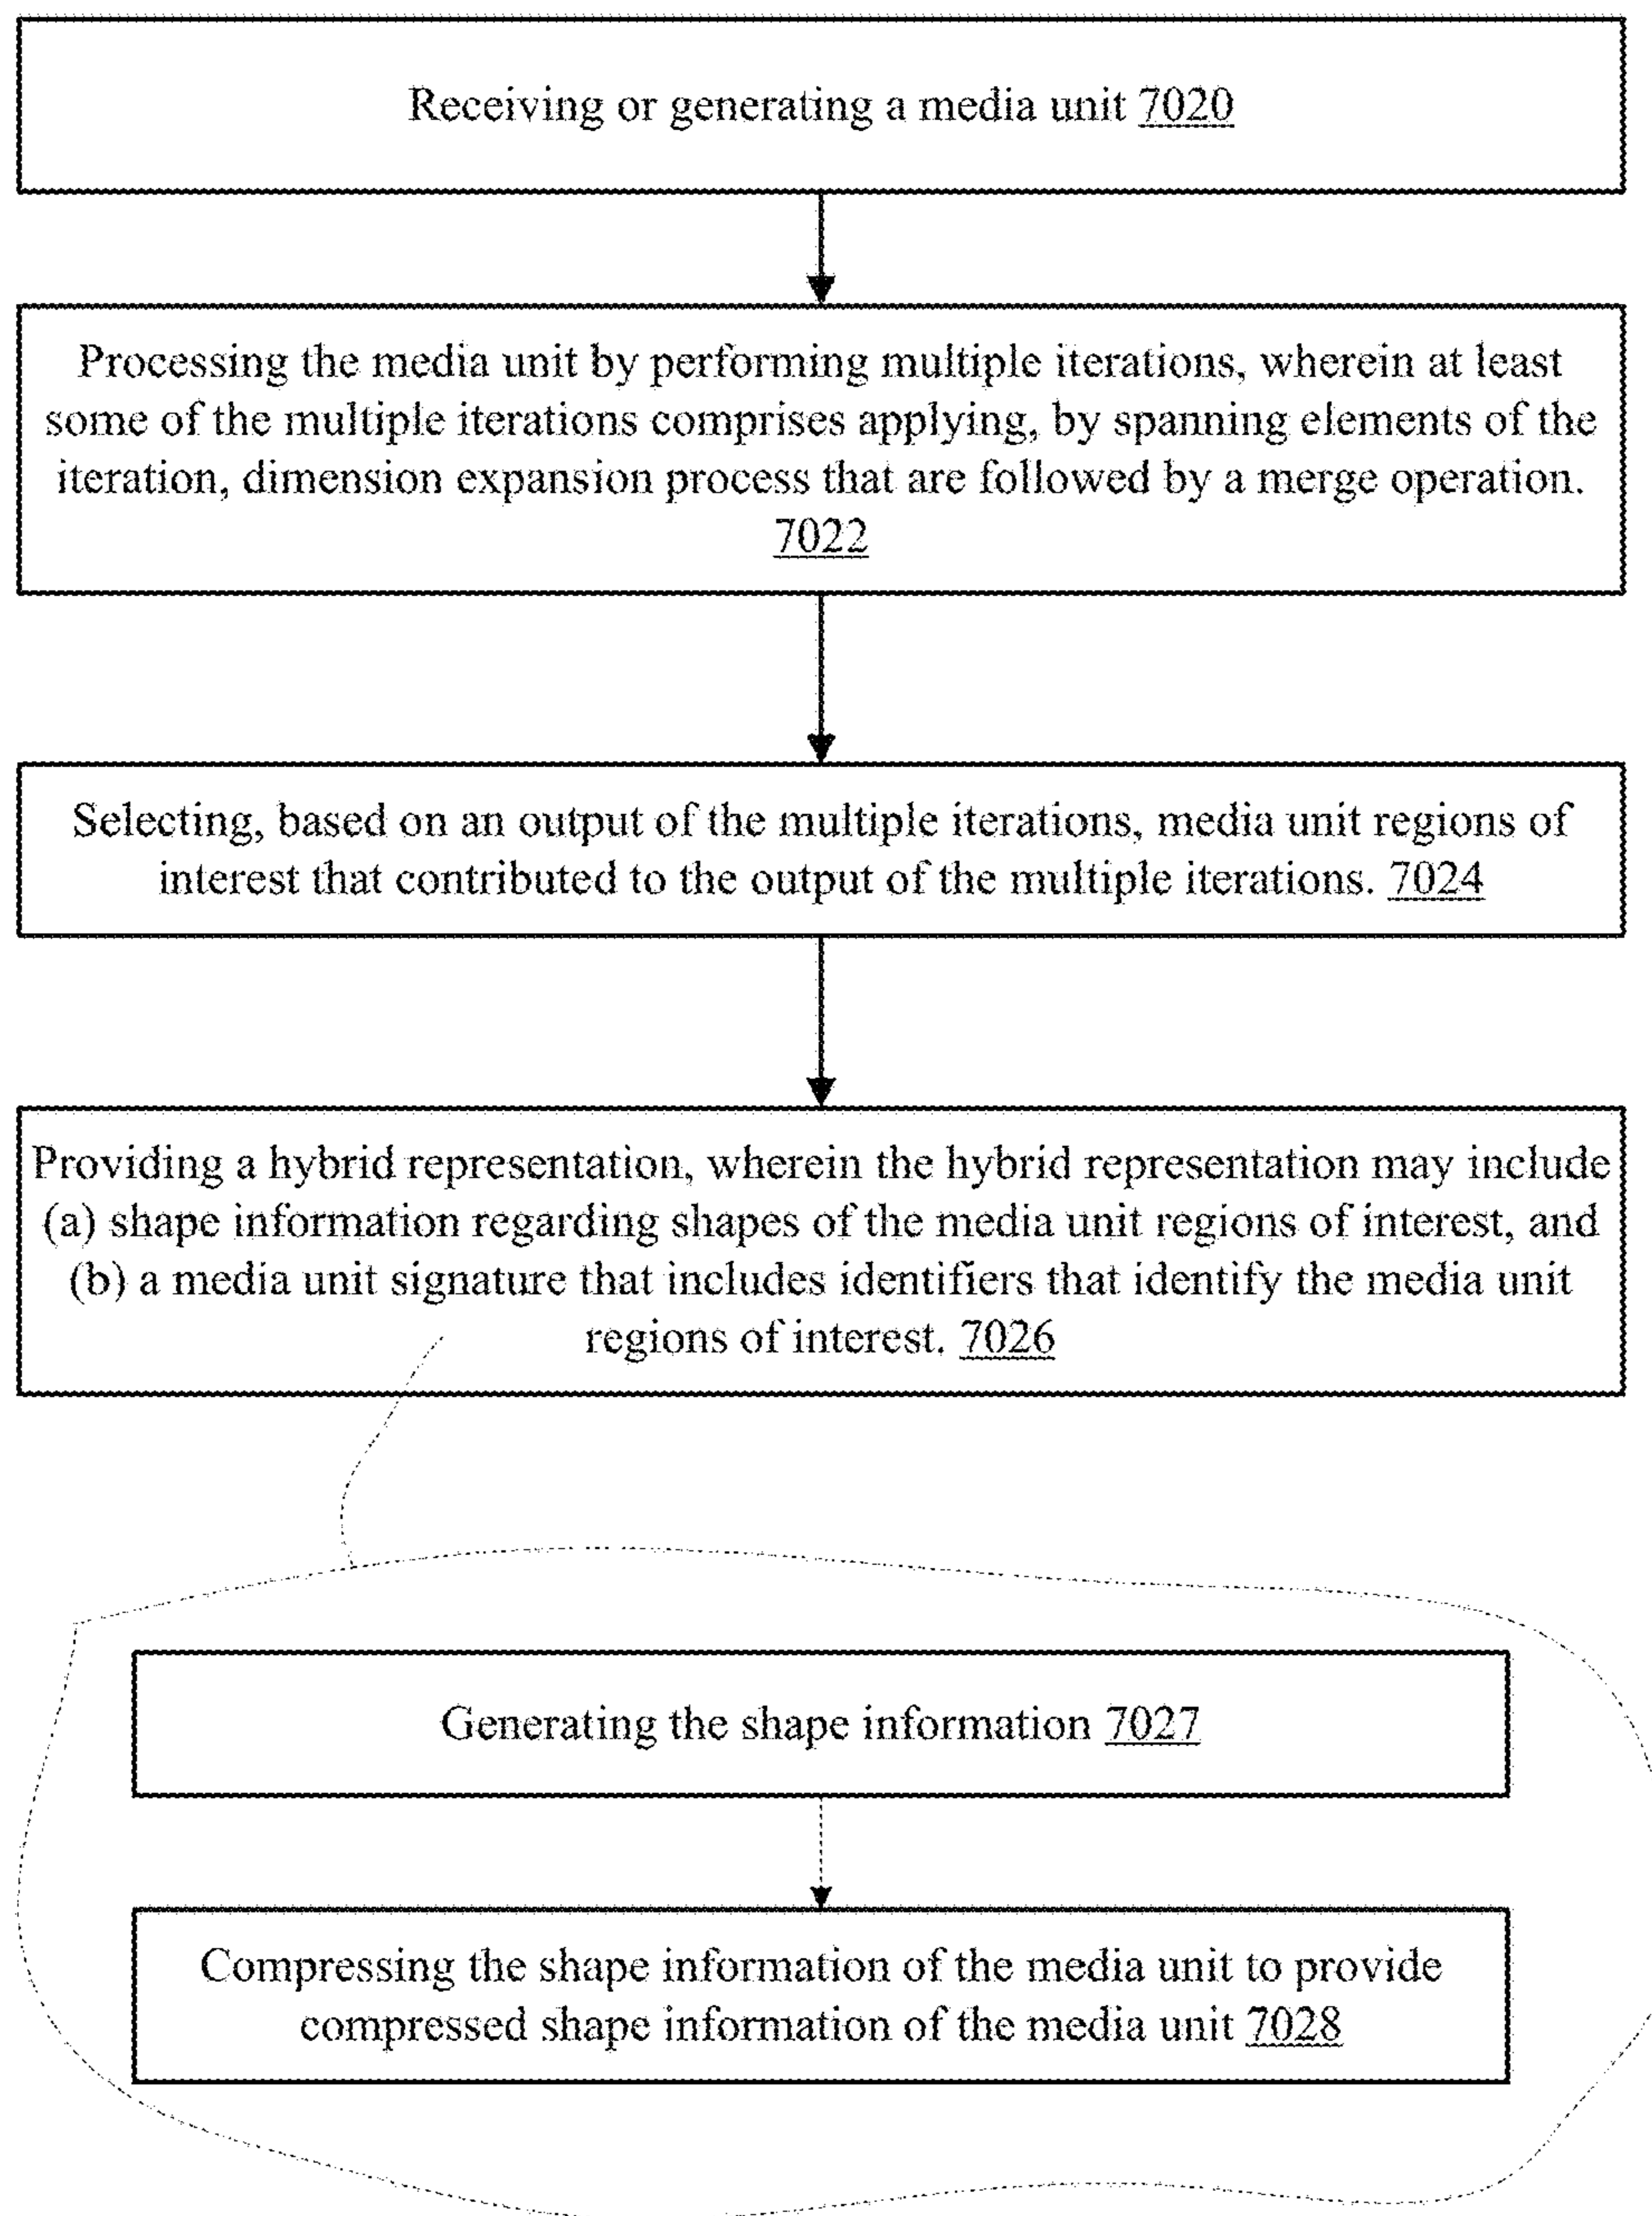 Receiving or generating a media unit 7020
Processing the media unit by performing multiple iterations, wherein at least
some of the multiple iterations comprises applying, by spanning elements of the
iteration, dimension expansion process that are followed by a merge operation.
7022
Selecting, based on an output of the multiple iterations, media unit regions of
interest that contributed to the output of the multiple iterations. 7024
Providing a hybrid representation, wherein the hybrid representation may include
(a) shape information regarding shapes of the media unit regions of interest, and
(b) a media unit signature that includes identifiers that identify the media unit
regions of interest. 7026
Generating the shape information 7027
Compressing the shape information of the media unit to provide
compressed shape information of the media unit 7028